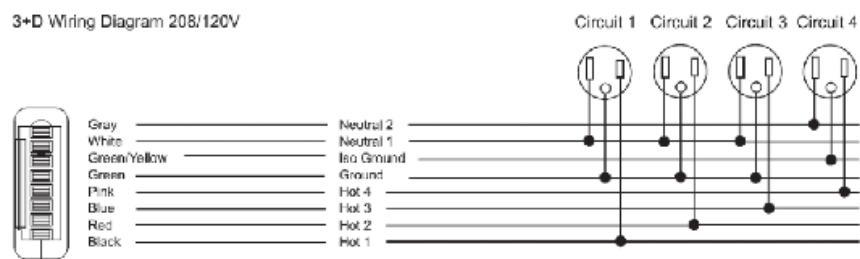 3+D Wiring Diagram 208/120V
Circuit 1 Circuit 2 Circuit 3 Circuit 4
Gray Neutral 2
White Neutral 1
Green/Yellow Iso Ground
Green Ground
Pink Hot 4
Blue Hot 3
Red Hot 2
Black Hot 1